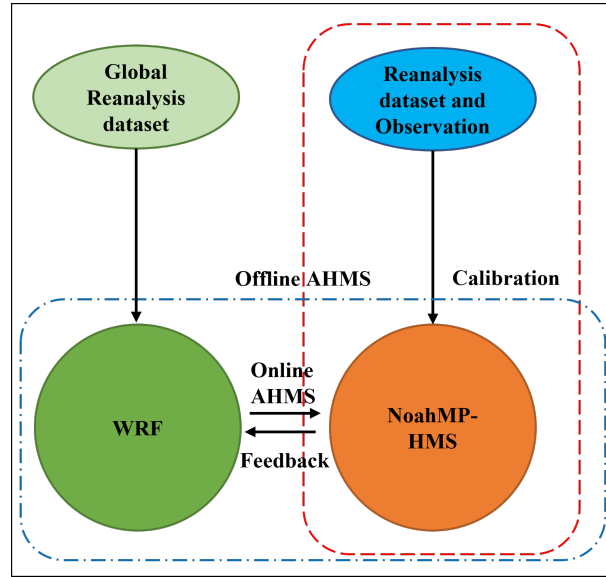 Global
Reanalysis
dataset
Reanalysis
dataset and
Observation
Offline AHMS
Calibration
Online
AHMS
WRF
NoahMP-
HMS
Feedback